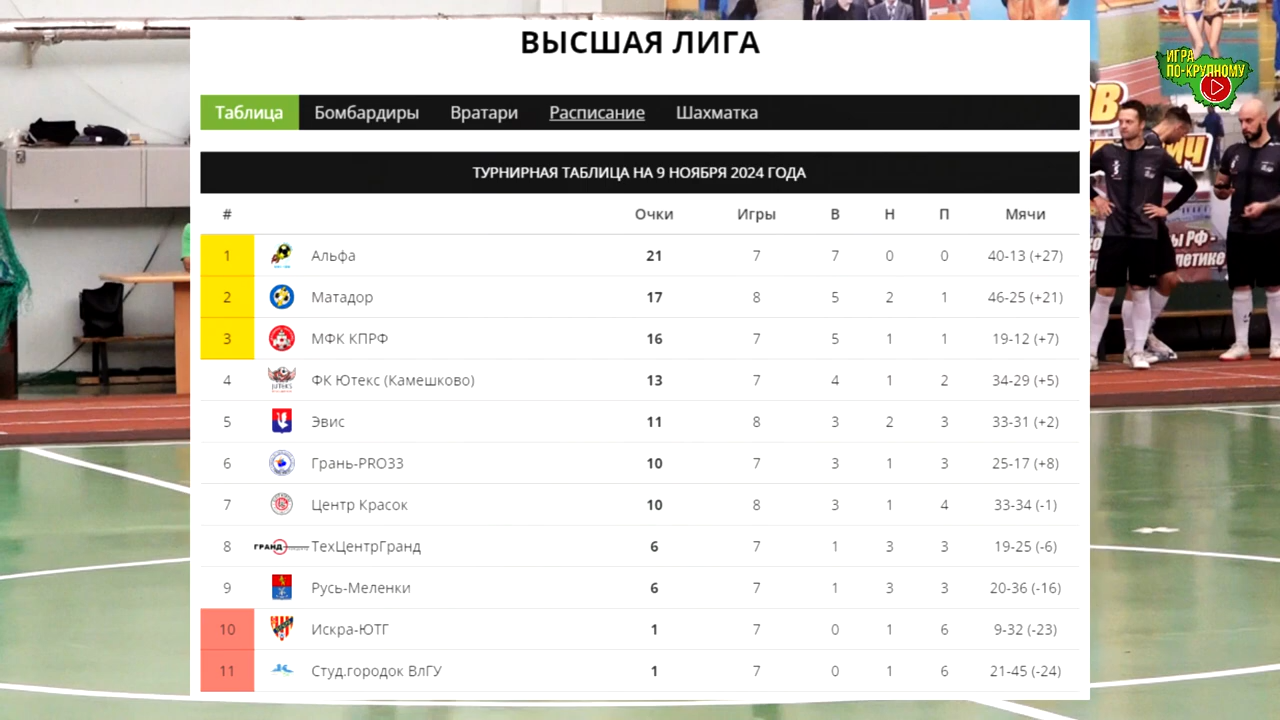 ВЫСШАЯ ЛИГА
ИГРА
ПО-КРУПНОМУ
Таблица Бомбардиры Вратари Расписание Шахматка
ТУРНИРНАЯ ТАБЛИЦА НА 9 НОЯБРЯ 2024 ГОДА
# Очки Игры В Н П Мячи
1 Альфа 21 7 7 0 0 40-13 (+27)
2 Матадор 17 8 5 2 1 46-25 (+21)
3 МФК КПРФ 16 7 5 1 1 19-12 (+7)
4 ФК Ютекс (Камешково) 13 7 4 1 2 34-29 (+5)
5 Эвис 11 8 3 2 3 33-31 (+2)
6 Грань-PRO33 10 7 3 1 3 25-17 (+8)
7 Центр Красок 10 8 3 1 4 33-34 (-1)
8 ГРАНД ТехЦентрГранд 6 7 1 3 3 19-25 (-6)
9 Русь-Меленки 6 7 1 3 3 20-36 (-16)
10 Искра-ЮТГ 1 7 0 1 6 9-32 (-23)
11 Студ.городок ВлГУ 1 7 0 1 6 21-45 (-24)